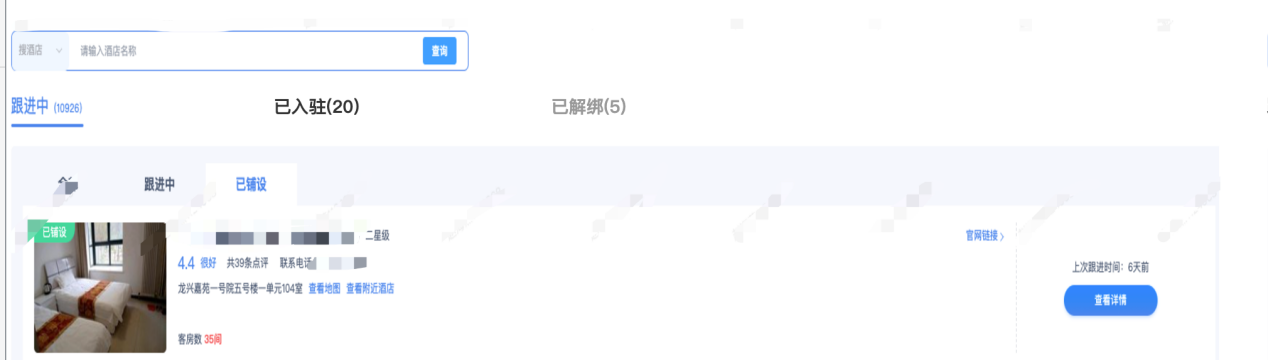 搜酒店 请输入酒店名称 查询
跟进中 (10926) 已入驻(20) 已解绑(5)
跟进中 已铺设
已铺设 二星级 官网链接
4.4 很好 共39条点评 联系电话
上次跟进时间：6天前
龙兴嘉苑一号院五号楼一单元104室 查看地图 查看附近酒店
查看详情
客房数 35间